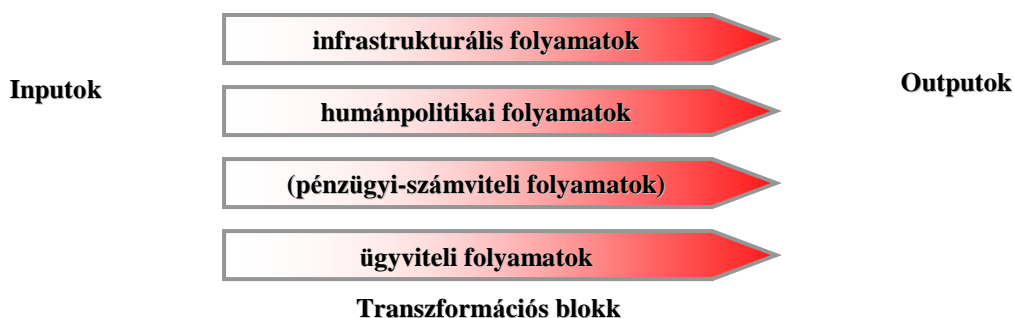 infrastrukturális folyamatok
Inputok
Outputok
humánpolitikai folyamatok
(pénzügyi-számviteli folyamatok)
ügyviteli folyamatok
Transzformációs blokk